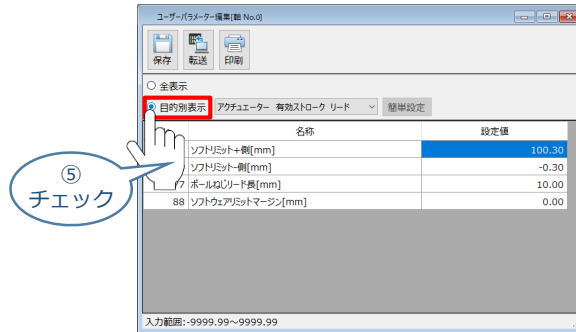 ユーザーパラメーター編集[軸 No.0]
保存 転送 印刷
全表示
目的別表示 アクチュエーター 有効ストローク リード 簡単設定
名称 設定値
ソフトリミット+側[mm] 100.30
ソフトリミット-側[mm] -0.30
7 ボールねじリード長[mm] 10.00
88 ソフトウェアリミットマージン[mm] 0.00
⑤
チェック
入力範囲:-9999.99～9999.99